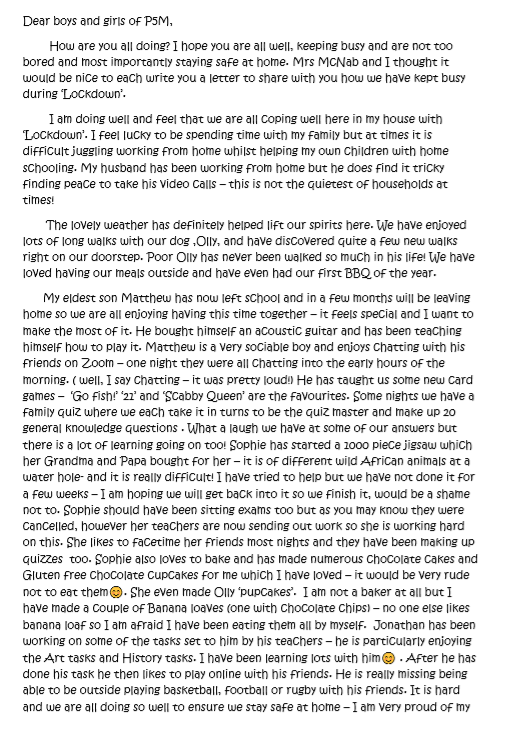 Dear boys and girls of P5M,
How are you all doing? I hope you are all well, keeping busy and are not too
bored and most importantly staying safe at home. Mrs McNab and I thought it
would be nice to each write you a letter to share with you how we have kept busy
during 'Lockdown'.
I am doing well and feel that we are all coping well here in my house with
'Lockdown'. I feel lucky to be spending time with my family but at times it is
difficult juggling working from home whilst helping my own children with home
schooling. My husband has been working from home but he does find it tricky
finding peace to take his video calls – this is not the quietest of households at
times!
The lovely weather has definitely helped lift our spirits here. We have enjoyed
lots of long walks with our dog ,Olly, and have discovered quite a few new walks
right on our doorstep. Poor Olly has never been walked so much in his life! We have
loved having our meals outside and have even had our first BBQ of the year.
My eldest son Matthew has now left school and in a few months will be leaving
home so we are all enjoying having this time together – it feels special and I want to
make the most of it. He bought himself an acoustic guitar and has been teaching
himself how to play it. Matthew is a very sociable boy and enjoys chatting with his
friends on Zoom – one night they were all chatting into the early hours of the
morning. ( well, I say chatting – it was pretty loud!) He has taught us some new card
games – 'Go fish!' '21' and 'Scabby Queen' are the favourites. Some nights we have a
family quiz where we each take it in turns to be the quiz master and make up 20
general knowledge questions . What a laugh we have at some of our answers but
there is a lot of learning going on too! Sophie has started a 1000 piece jigsaw which
her Grandma and Papa bought for her – it is of different wild African animals at a
water hole- and it is really difficult! I have tried to help but we have not done it for
a few weeks – I am hoping we will get back into it so we finish it, would be a shame
not to. Sophie should have been sitting exams too but as you may know they were
cancelled, however her teachers are now sending out work so she is working hard
on this. She likes to facetime her friends most nights and they have been making up
quizzes too. Sophie also loves to bake and has made numerous chocolate cakes and
Gluten free chocolate cupcakes for me which I have loved – it would be very rude
not to eat them😊. She even made Olly 'pupcakes'. I am not a baker at all but I
have made a couple of Banana loaves (one with chocolate chips) – no one else likes
banana loaf so I am afraid I have been eating them all by myself. Jonathan has been
working on some of the tasks set to him by his teachers – he is particularly enjoying
the Art tasks and History tasks. I have been learning lots with him😊 . After he has
done his task he then likes to play online with his friends. He is really missing being
able to be outside playing basketball, football or rugby with his friends. It is hard
and we are all doing so well to ensure we stay safe at home – I am very proud of my